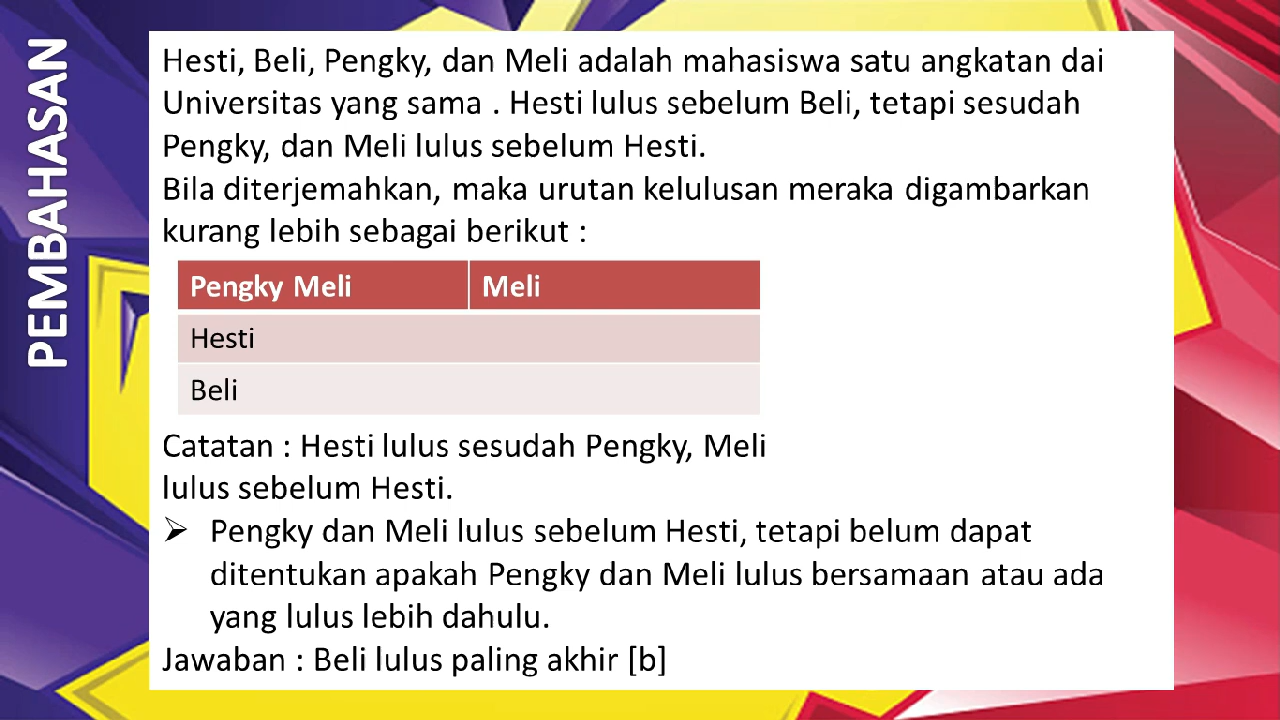 PEMBAHASAN
Hesti, Beli, Pengky, dan Meli adalah mahasiswa satu angkatan dai
Universitas yang sama . Hesti lulus sebelum Beli, tetapi sesudah
Pengky, dan Meli lulus sebelum Hesti.
Bila diterjemahkan, maka urutan kelulusan meraka digambarkan
kurang lebih sebagai berikut :
Pengky Meli Meli
Hesti
Beli
Catatan : Hesti lulus sesudah Pengky, Meli
lulus sebelum Hesti.
➢ Pengky dan Meli lulus sebelum Hesti, tetapi belum dapat
ditentukan apakah Pengky dan Meli lulus bersamaan atau ada
yang lulus lebih dahulu.
Jawaban : Beli lulus paling akhir [b]